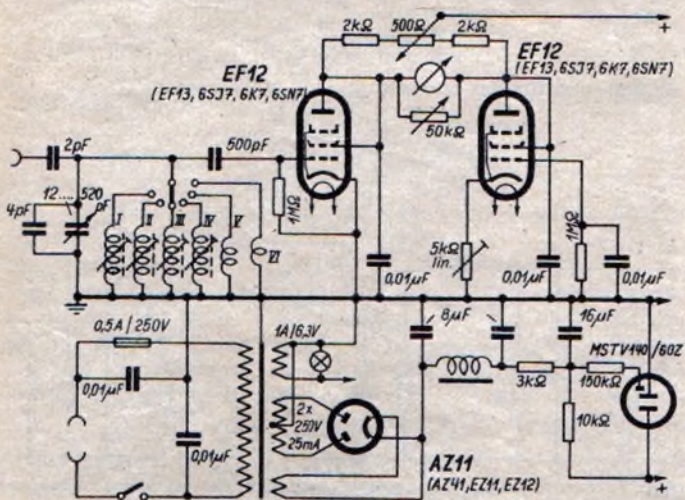 2kΩ 500Ω 2kΩ
+
EF12
(EF13, 6SJ7, 6K7, 6SN7)
EF12
(EF13, 6SJ7, 6K7, 6SN7)
50kΩ
2pF
500pF
12....520
pF
4pF
I II III IV V VI
1MΩ
5kΩ
lin.
1MΩ
0,01µF
0,01µF
0,01µF
0,5A/250V
1A/6,3V
8µF
16µF
MSTV140/60Z
0,01µF
3kΩ
150kΩ
2x
250V
25mA
10kΩ
0,01µF
AZ11
(AZ41, EZ11, EZ12)
+